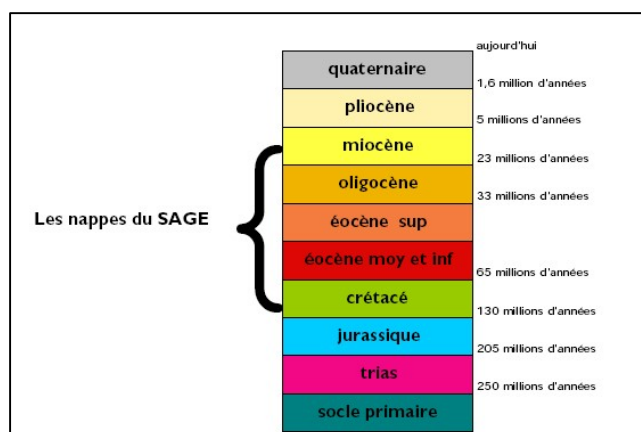 aujourd'hui
quaternaire
1,6 million d'années
pliocène
5 millions d'années
miocène
23 millions d'années
oligocène
33 millions d'années
Les nappes du SAGE
éocène sup
éocène moy et inf
65 millions d'années
crétacé
130 millions d'années
jurassique
205 millions d'années
trias
250 millions d'années
socle primaire